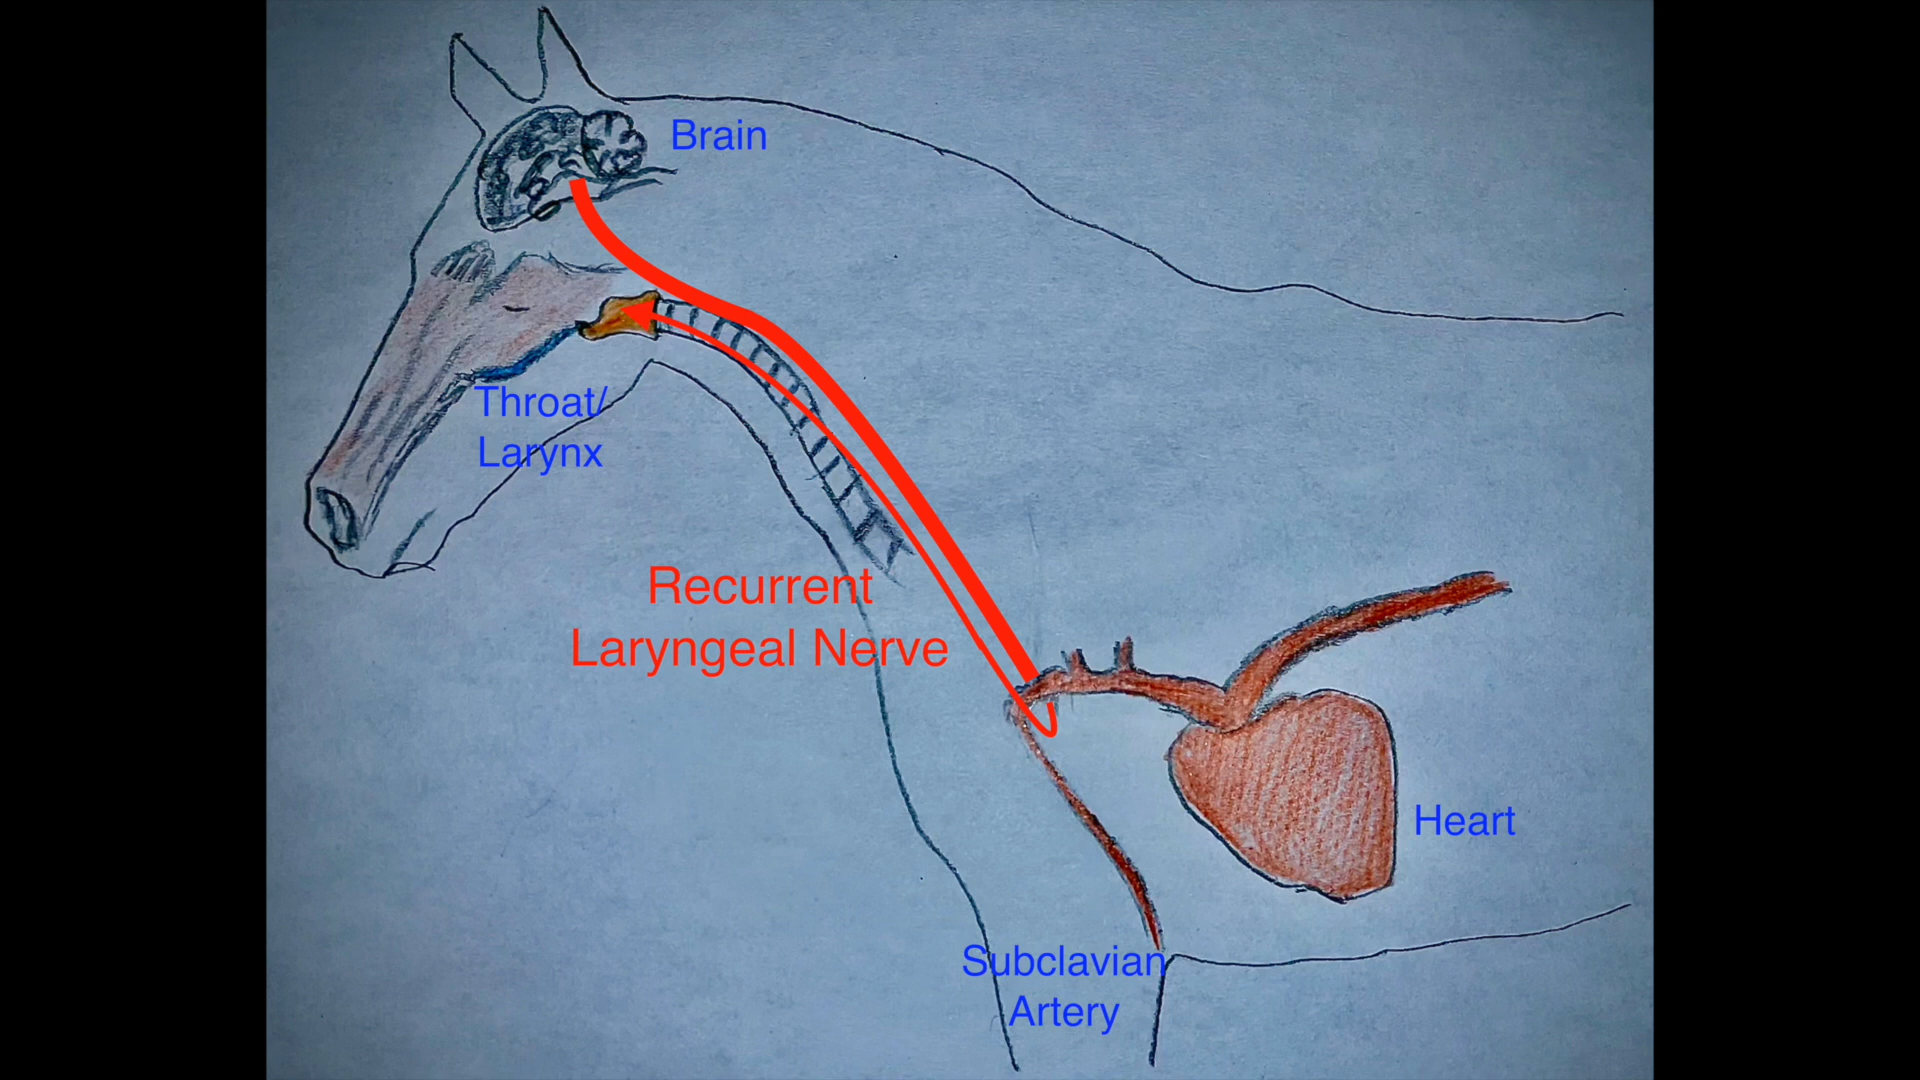 Brain
Throat/
Larynx
Recurrent
Laryngeal Nerve
Heart
Subclavian
Artery